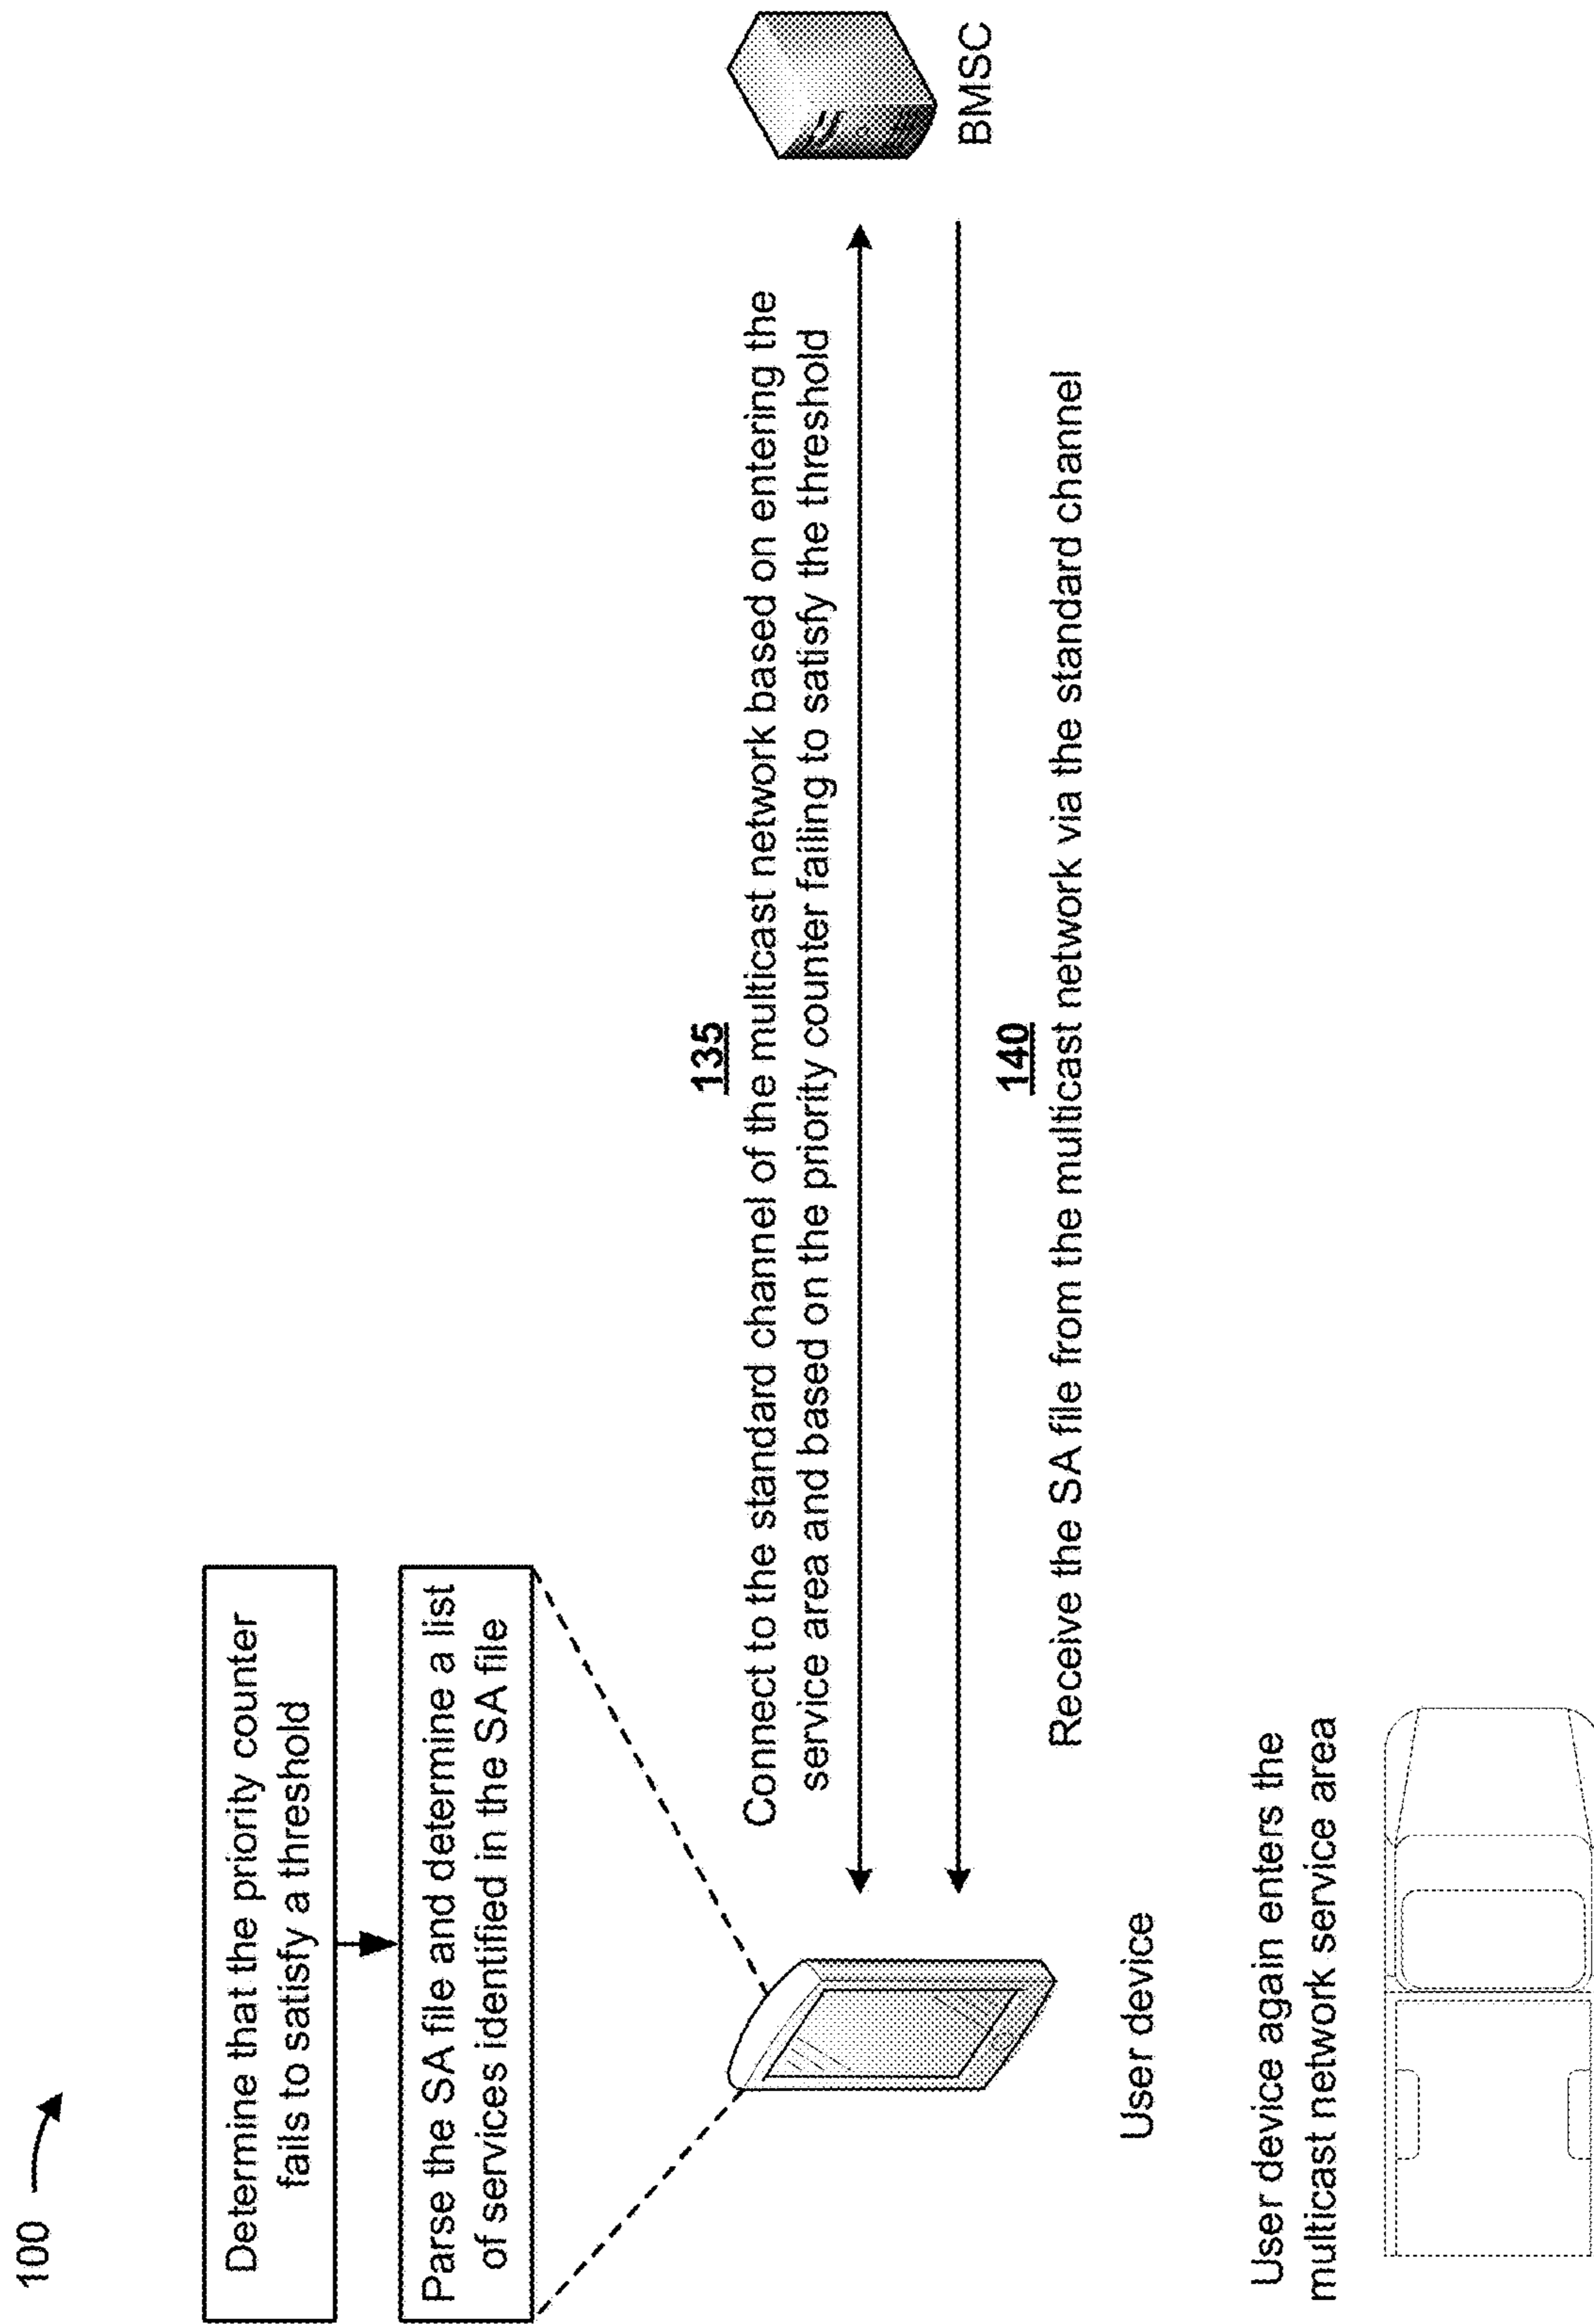 100
Determine that the priority counter
fails to satisfy a threshold
Parse the SA file and determine a list
of services identified in the SA file
135
Connect to the standard channel of the multicast network based on entering the
service area and based on the priority counter failing to satisfy the threshold
140
Receive the SA file from the multicast network via the standard channel
BMSC
User device
User device again enters the
multicast network service area